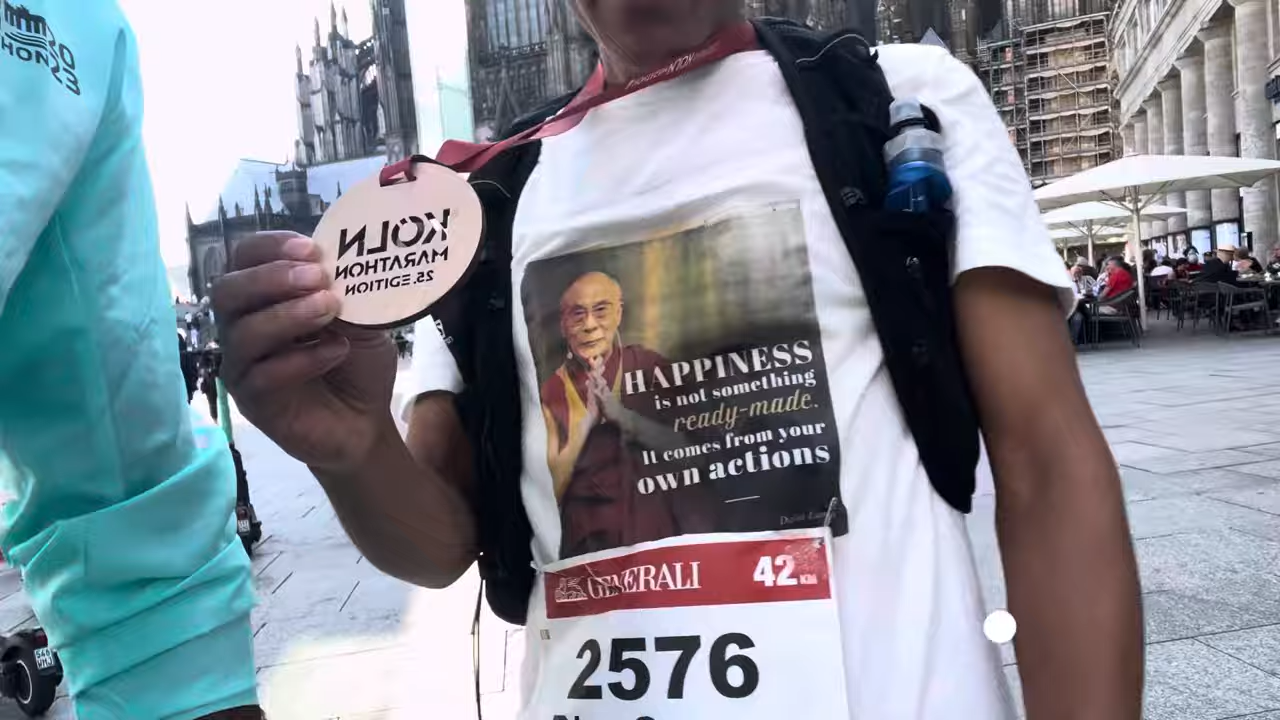 KÖLN
MARATHON
25.EDITION
HAPPINESS
is not something
ready-made.
It comes from your
own actions
GENERALI
42 KM
2576